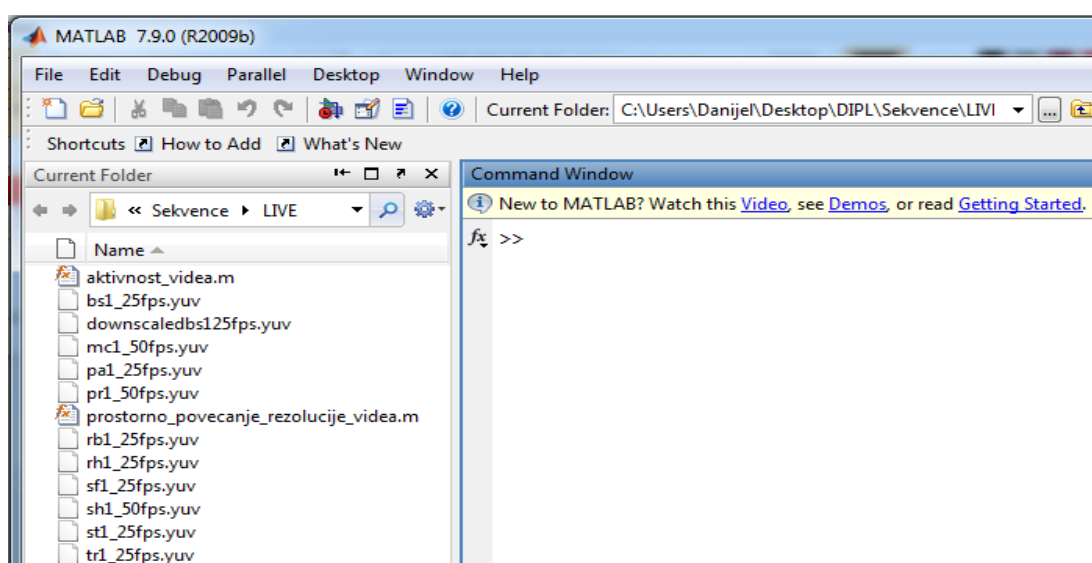 MATLAB 7.9.0 (R2009b)
File Edit Debug Parallel Desktop Window Help
Current Folder: C:\Users\Danijel\Desktop\DIPL\Sekvence\LIVI ...
Shortcuts How to Add What's New
Current Folder
« Sekvence LIVE
Name
aktivnost_videa.m
bs1_25fps.yuv
downscaledbs125fps.yuv
mc1_50fps.yuv
pa1_25fps.yuv
pr1_50fps.yuv
prostorno_povecanje_rezolucije_videa.m
rb1_25fps.yuv
rh1_25fps.yuv
sf1_25fps.yuv
sh1_50fps.yuv
st1_25fps.yuv
tr1_25fps.yuv
Command Window
New to MATLAB? Watch this Video, see Demos, or read Getting Started.
fx >>